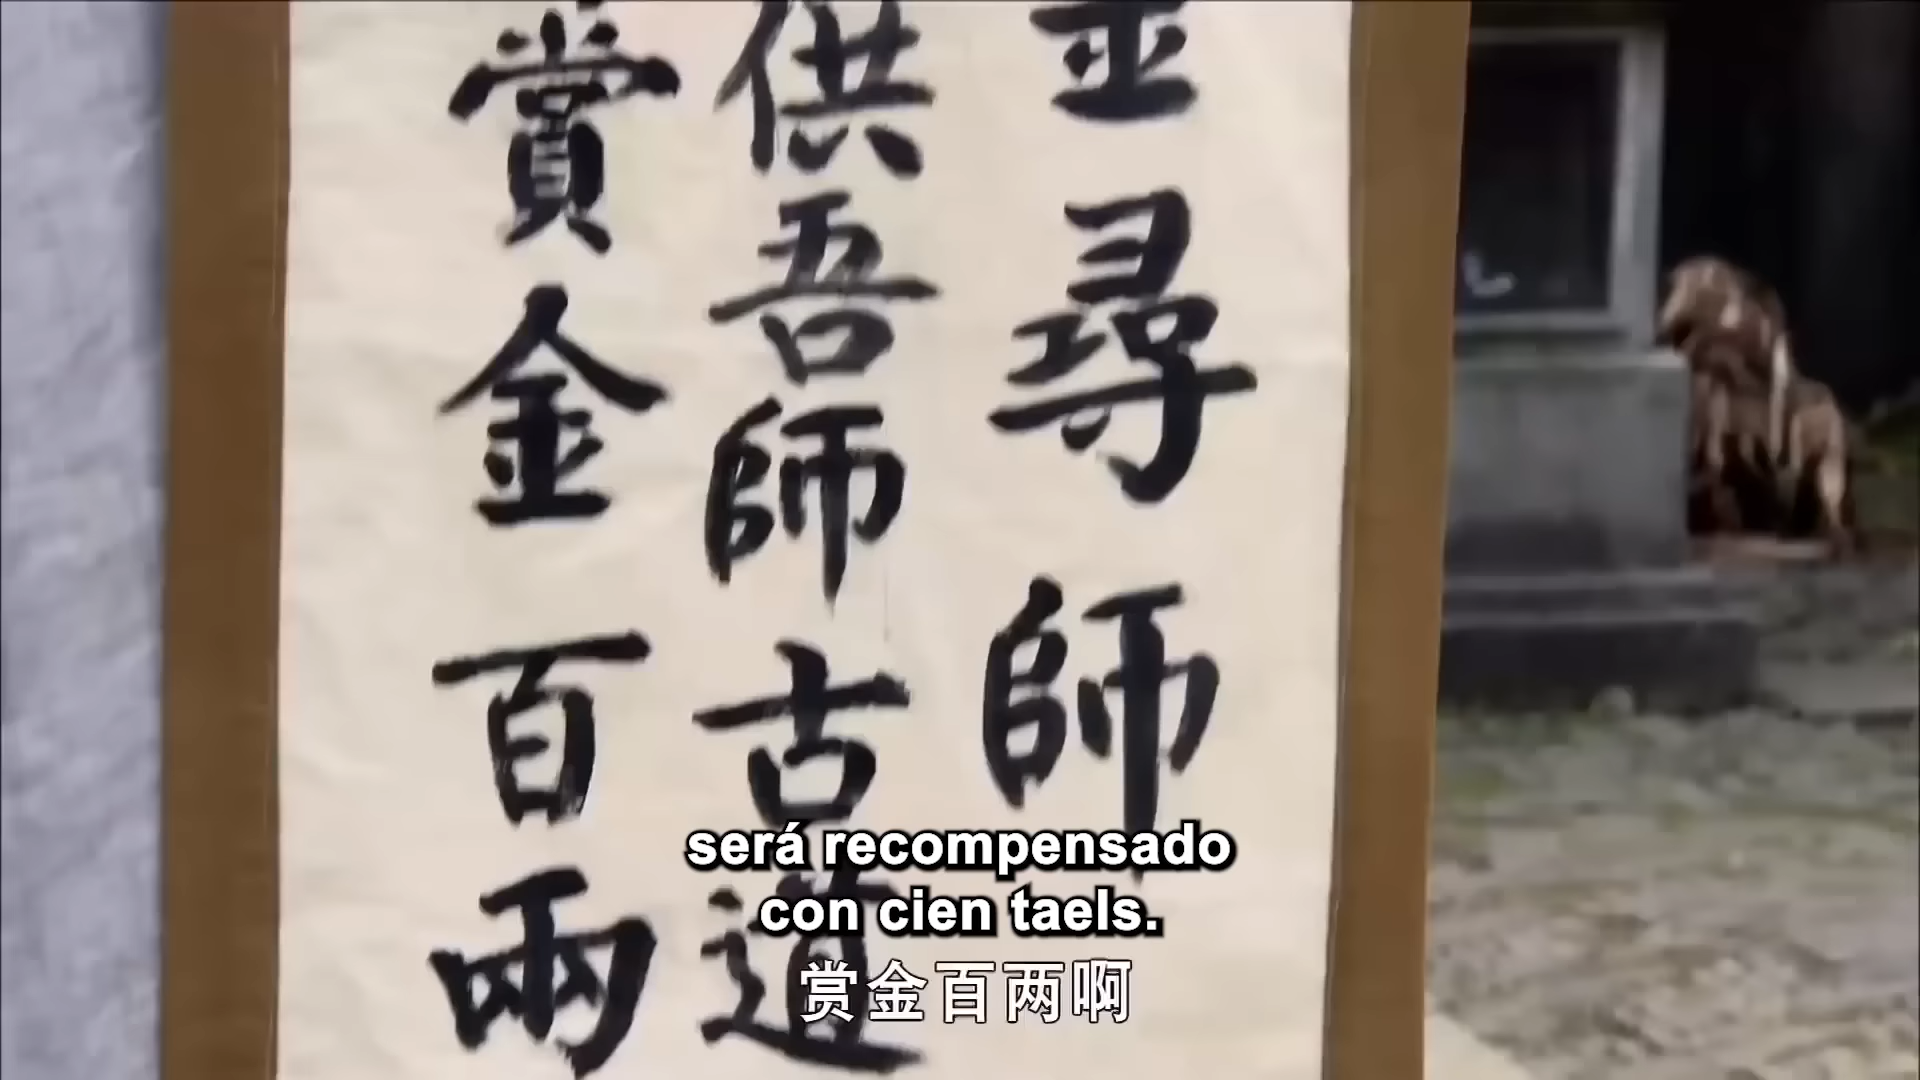 金尋師
供吾師古道
賞金百兩
será recompensado
con cien taels.
赏金百两啊